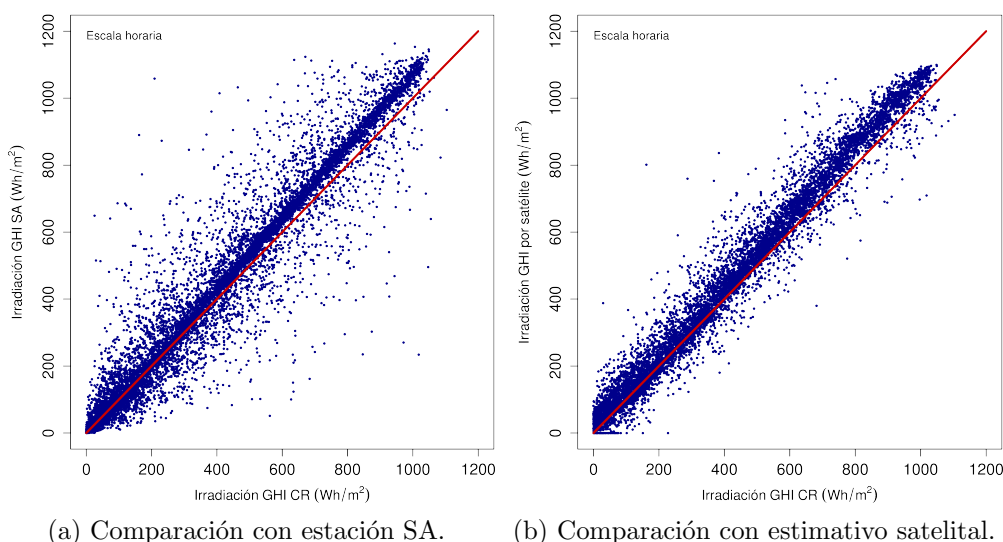 Escala horaria
Irradiación GHI SA (Wh/m²)
0 200 400 600 800 1000 1200
0 200 400 600 800 1000 1200
Irradiación GHI CR (Wh/m²)
(a) Comparación con estación SA.
Escala horaria
Irradiación GHI por satélite (Wh/m²)
0 200 400 600 800 1000 1200
0 200 400 600 800 1000 1200
Irradiación GHI CR (Wh/m²)
(b) Comparación con estimativo satelital.